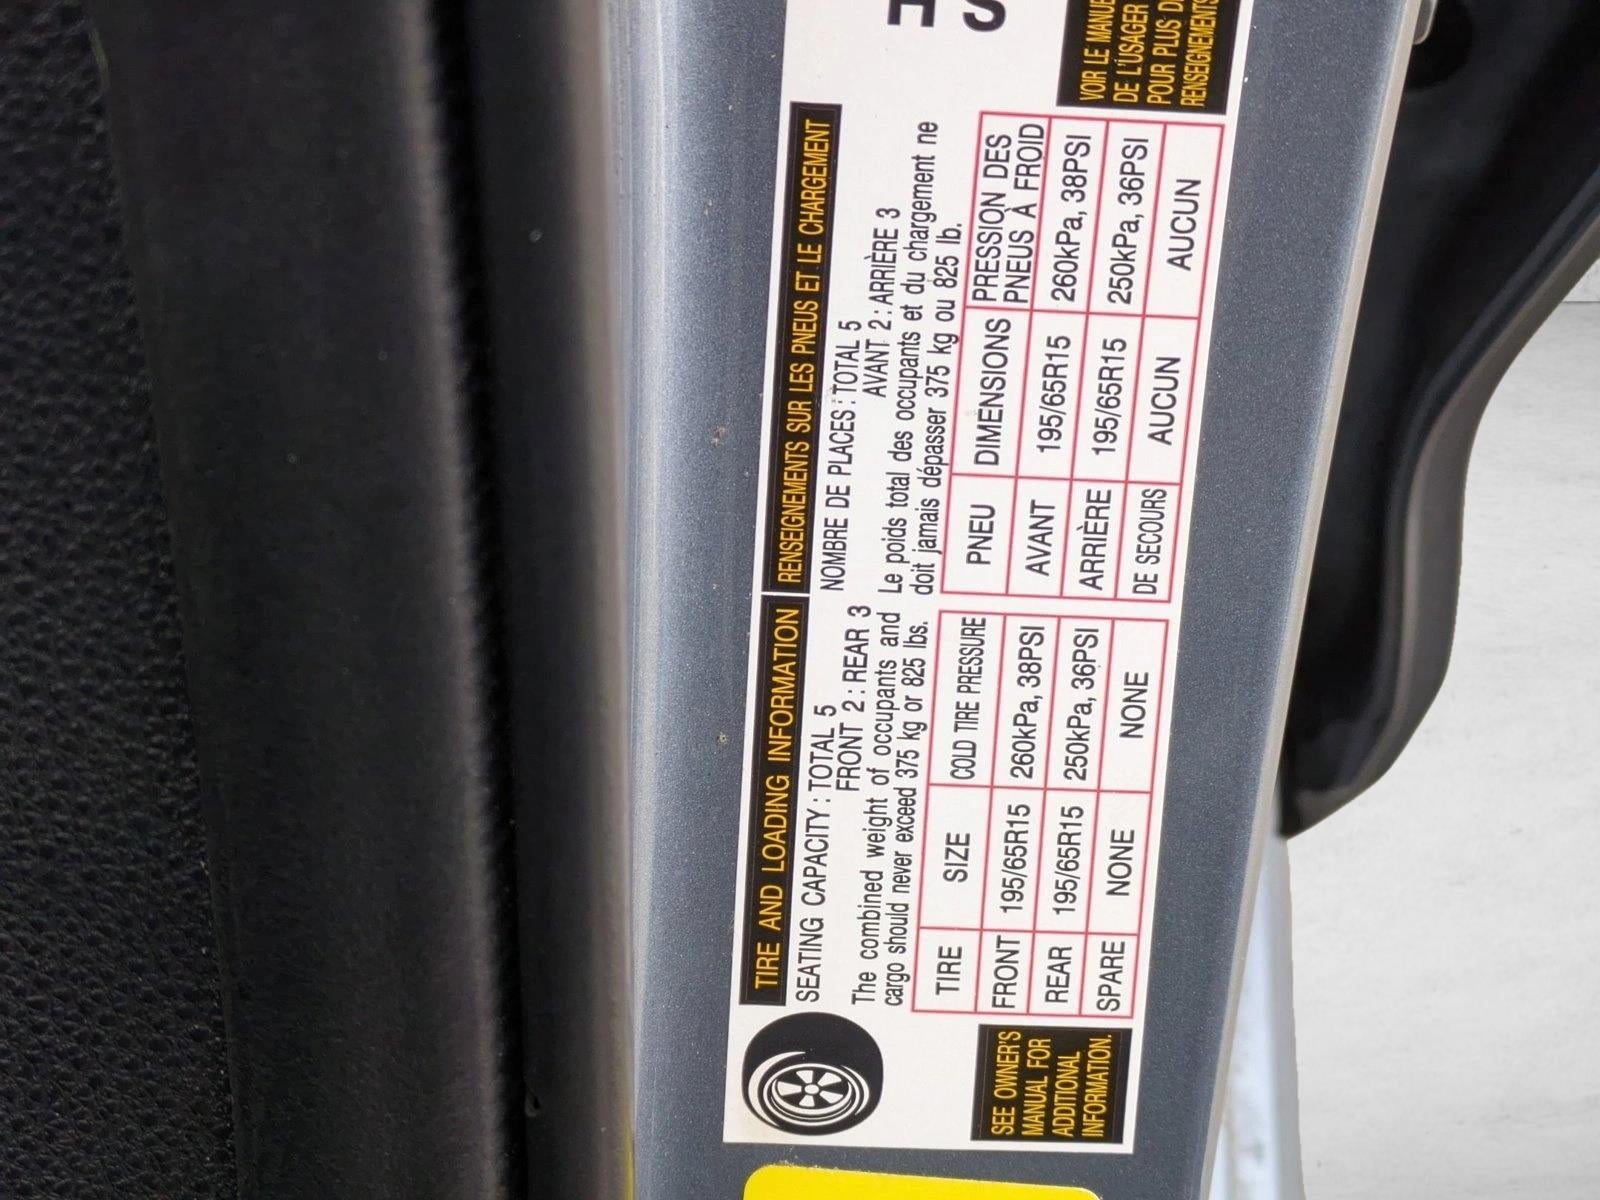 TIRE AND LOADING INFORMATION
SEATING CAPACITY : TOTAL 5
FRONT 2 : REAR 3
The combined weight of occupants and
cargo should never exceed 375 kg or 825 lbs.
TIRE SIZE COLD TIRE PRESSURE
FRONT 195/65R15 260kPa, 38PSI
REAR 195/65R15 250kPa, 36PSI
SPARE NONE NONE
SEE OWNER'S
MANUAL FOR
ADDITIONAL
INFORMATION.
RENSEIGNEMENTS SUR LES PNEUS ET LE CHARGEMENT
NOMBRE DE PLACES : TOTAL 5
AVANT 2 : ARRIÈRE 3
Le poids total des occupants et du chargement ne
doit jamais dépasser 375 kg ou 825 lb.
PNEU DIMENSIONS PRESSION DES
PNEUS À FROID
AVANT 195/65R15 260kPa, 38PSI
ARRIÈRE 195/65R15 250kPa, 36PSI
DE SECOURS AUCUN AUCUN
VOIR LE MANUE
DE L'USAGER
POUR PLUS D
RENSEIGNEMENTS